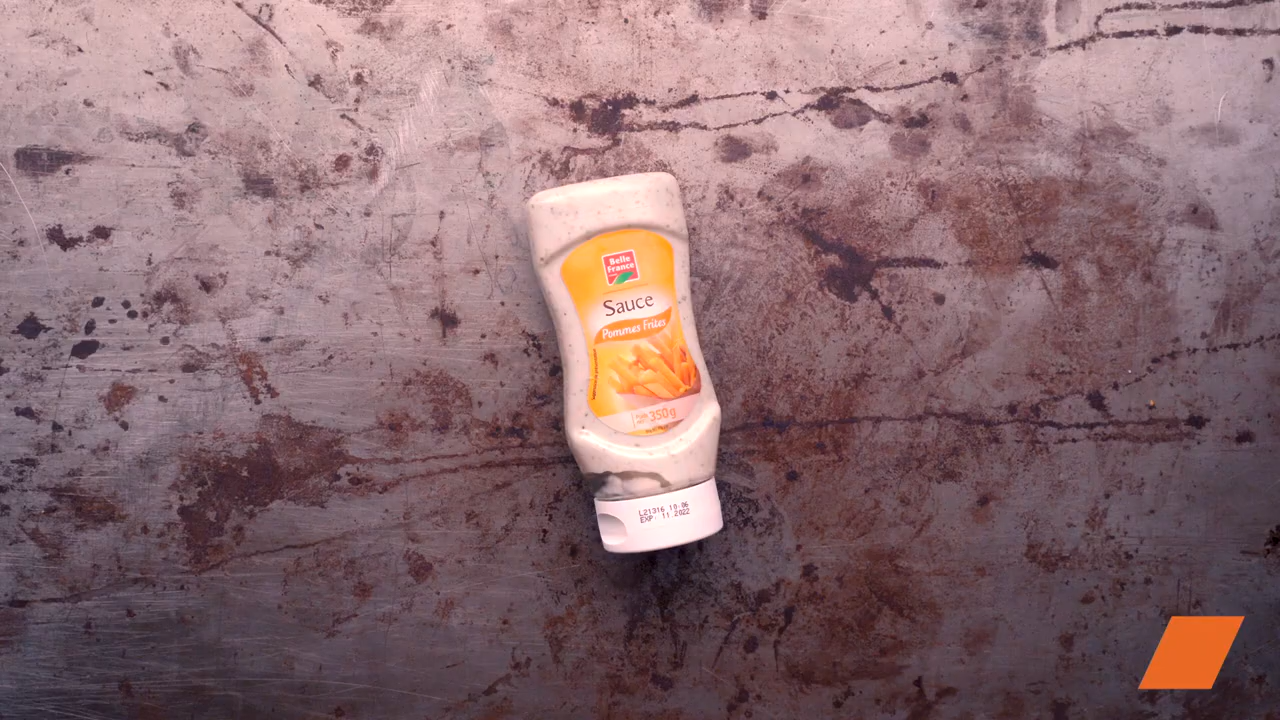 Belle
France
Sauce
Pommes Frites
350g
L21316 10:06
EXP: 11.2022